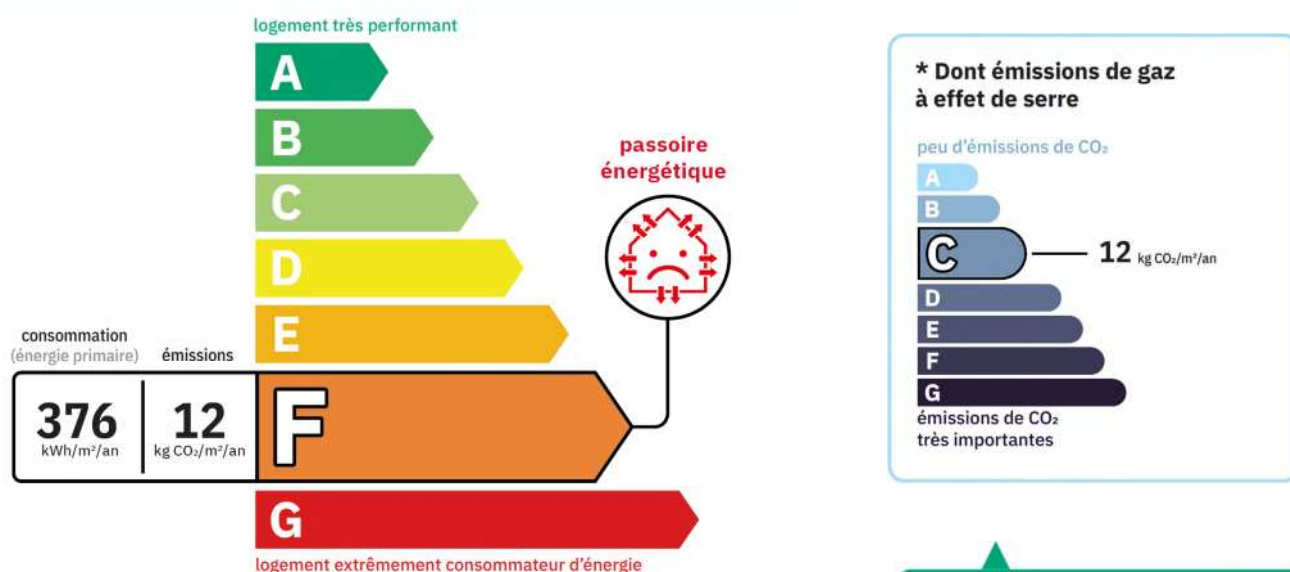 logement très performant
A
B
C
D
E
passoire
énergétique
consommation
(énergie primaire)
émissions
376
kWh/m²/an
12
kg CO₂/m²/an
F
G
logement extrêmement consommateur d'énergie
* Dont émissions de gaz
à effet de serre
peu d'émissions de CO₂
A
B
C
12 kg CO₂/m²/an
D
E
F
G
émissions de CO₂
très importantes